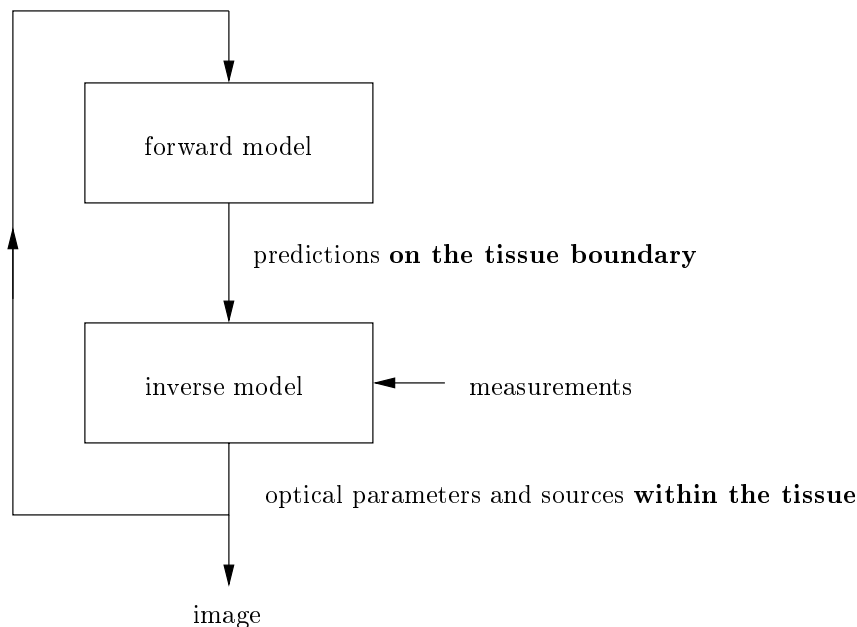 forward model
predictions on the tissue boundary
inverse model
measurements
optical parameters and sources within the tissue
image